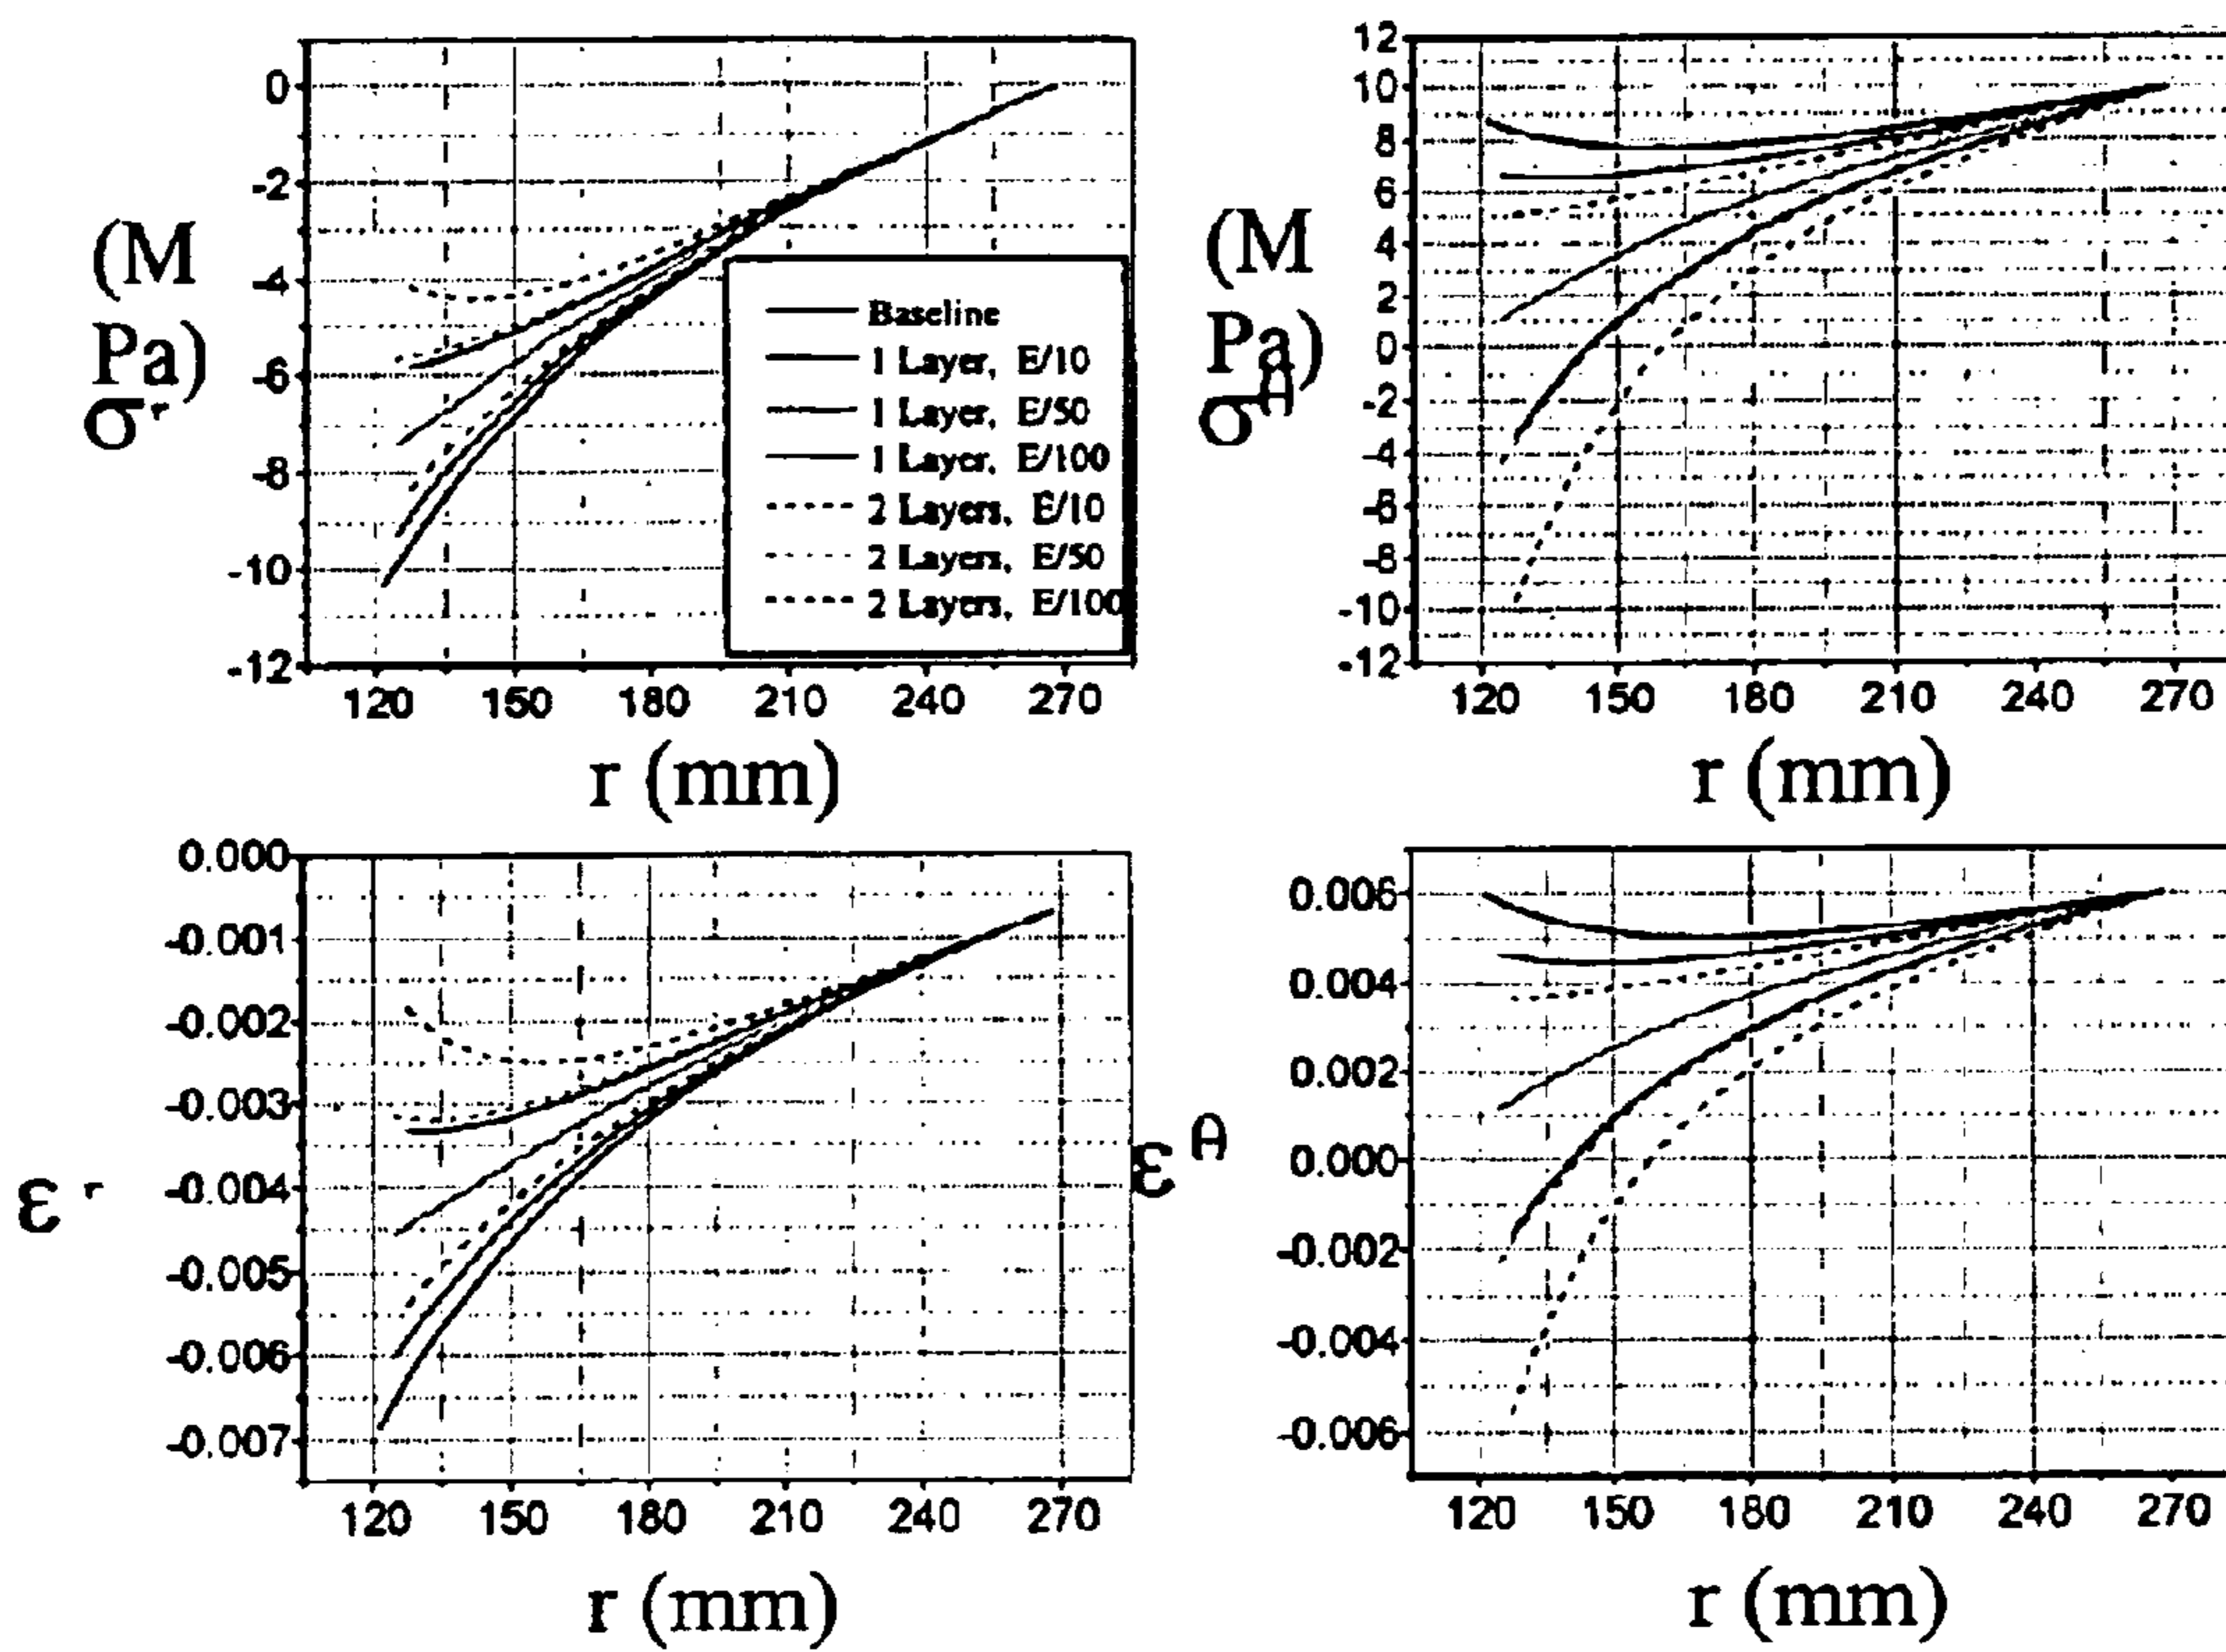 0
-2
-4
-6
-8
-10
-12
(M
Pa)
σr
120 150 180 210 240 270
r (mm)
Baseline
1 Layer, E/10
1 Layer, E/50
1 Layer, E/100
2 Layers, E/10
2 Layers, E/50
2 Layers, E/100
12
10
8
6
4
2
0
-2
-4
-6
-8
-10
-12
(M
Pa)
σθ
120 150 180 210 240 270
r (mm)
0.000
-0.001
-0.002
-0.003
-0.004
-0.005
-0.006
-0.007
ε r
120 150 180 210 240 270
r (mm)
0.006
0.004
0.002
0.000
-0.002
-0.004
-0.006
ε θ
120 150 180 210 240 270
r (mm)